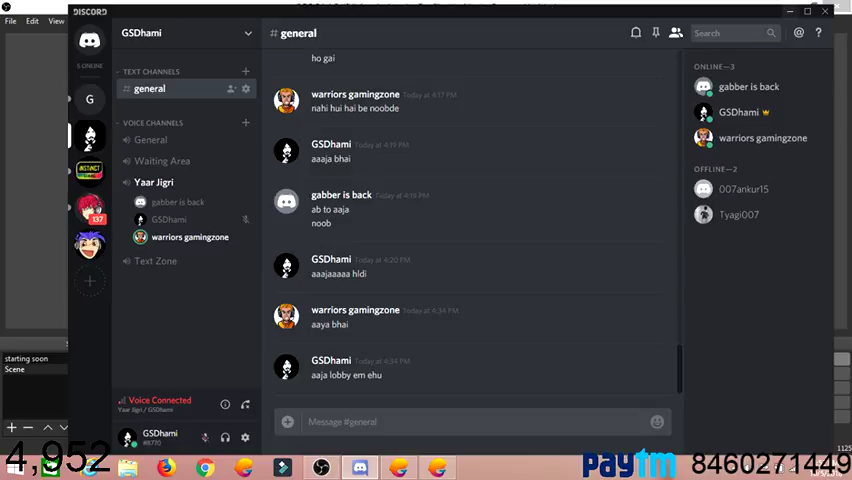 DISCORD
File Edit View
GSDhami
# general
Search
5 ONLINE
TEXT CHANNELS
# general
VOICE CHANNELS
General
Waiting Area
Yaar Jigri
gabber is back
GSDhami
warriors gamingzone
Text Zone
G
137
ho gai
warriors gamingzone Today at 4:17 PM
nahi hui hai be noobde
GSDhami Today at 4:19 PM
aaaja bhai
gabber is back Today at 4:19 PM
ab to aaja
noob
GSDhami Today at 4:20 PM
aaajaaaaa hldi
warriors gamingzone Today at 4:34 PM
aaya bhai
GSDhami Today at 4:34 PM
aaja lobby em ehu
ONLINE—3
gabber is back
GSDhami
warriors gamingzone
OFFLINE—2
007ankur15
Tyagi007
starting soon
Scene
Voice Connected
Yaar Jigri / GSDhami
GSDhami
#8770
Message #general
4,952
paytm 8460271449